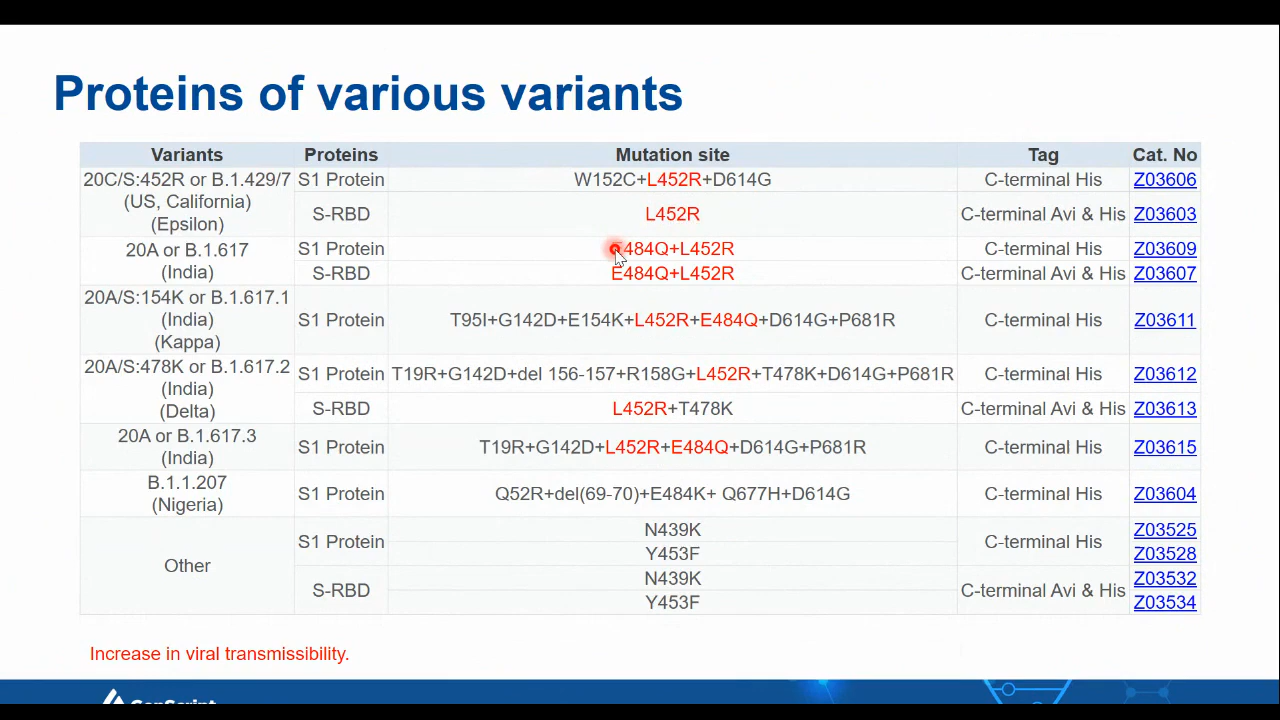 Proteins of various variants
Variants Proteins Mutation site Tag Cat. No
20C/S:452R or B.1.429/7 S1 Protein W152C+L452R+D614G C-terminal His Z03606
(US, California)
(Epsilon) S-RBD L452R C-terminal Avi & His Z03603
20A or B.1.617 S1 Protein E484Q+L452R C-terminal His Z03609
(India) S-RBD E484Q+L452R C-terminal Avi & His Z03607
20A/S:154K or B.1.617.1
(India) S1 Protein T95I+G142D+E154K+L452R+E484Q+D614G+P681R C-terminal His Z03611
(Kappa)
20A/S:478K or B.1.617.2 S1 Protein T19R+G142D+del 156-157+R158G+L452R+T478K+D614G+P681R C-terminal His Z03612
(India)
(Delta) S-RBD L452R+T478K C-terminal Avi & His Z03613
20A or B.1.617.3 S1 Protein T19R+G142D+L452R+E484Q+D614G+P681R C-terminal His Z03615
(India)
B.1.1.207 S1 Protein Q52R+del(69-70)+E484K+ Q677H+D614G C-terminal His Z03604
(Nigeria)
Other S1 Protein N439K C-terminal His Z03525
Y453F Z03528
S-RBD N439K C-terminal Avi & His Z03532
Y453F Z03534
Increase in viral transmissibility.
GenScript